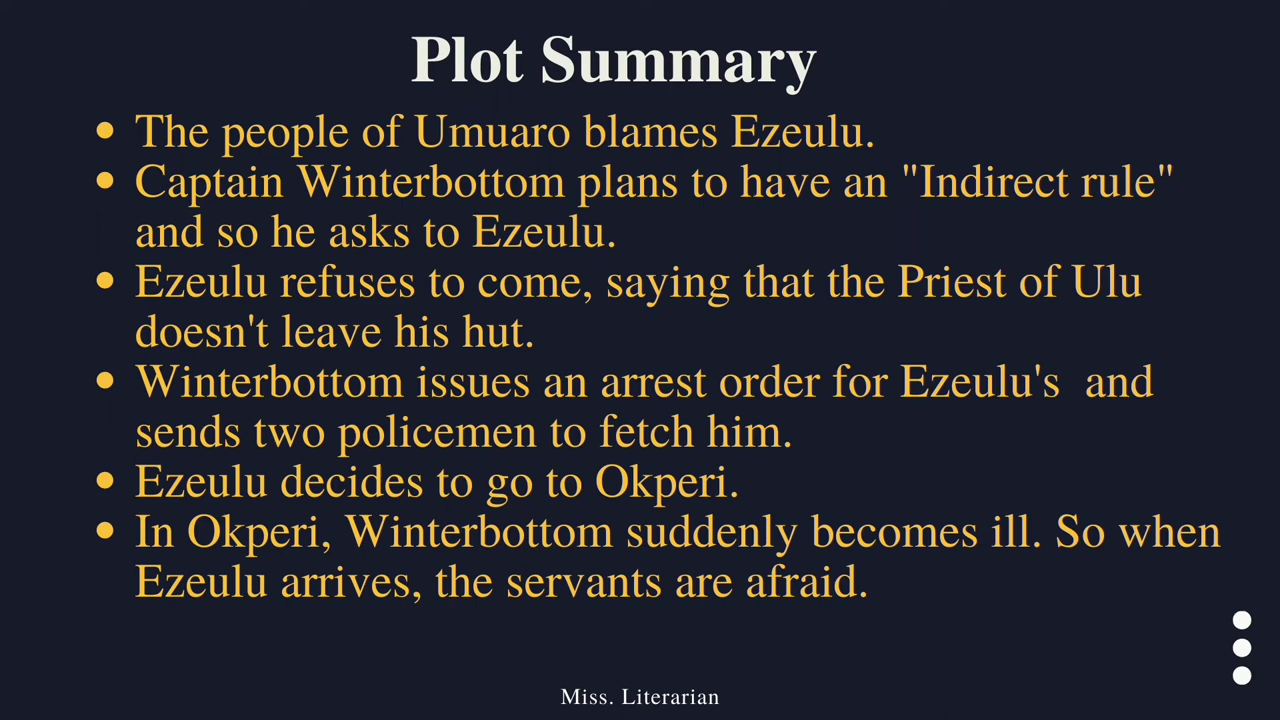 Plot Summary
• The people of Umuaro blames Ezeulu.
• Captain Winterbottom plans to have an "Indirect rule"
and so he asks to Ezeulu.
• Ezeulu refuses to come, saying that the Priest of Ulu
doesn't leave his hut.
• Winterbottom issues an arrest order for Ezeulu's  and
sends two policemen to fetch him.
• Ezeulu decides to go to Okperi.
• In Okperi, Winterbottom suddenly becomes ill. So when
Ezeulu arrives, the servants are afraid.
Miss. Literarian